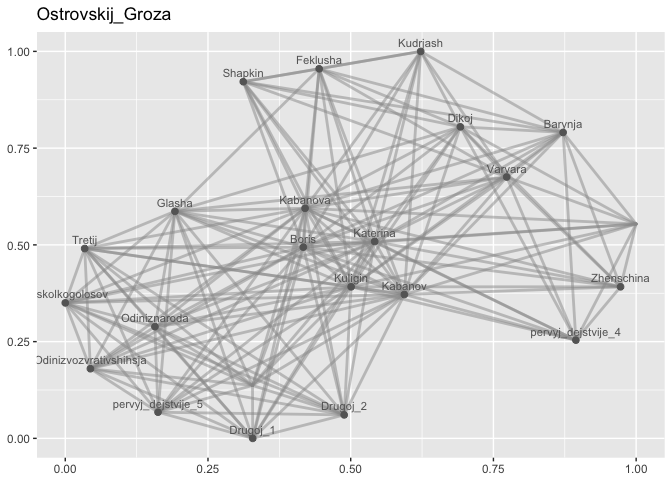 Ostrovskij_Groza
Kudrjash
1.00
Feklusha
Shapkin
Dikoj
Barynja
0.75
Varvara
Glasha
Kabanova
Tretij
Boris
Katerina
0.50
Kuligin
Kabanov
Zhenschina
skolkogolosov
Odiniznaroda
pervyj_dejstvije_4
0.25
Odinizvozvrativshihsja
pervyj_dejstvije_5
Drugoj_2
Drugoj_1
0.00
0.00 0.25 0.50 0.75 1.00